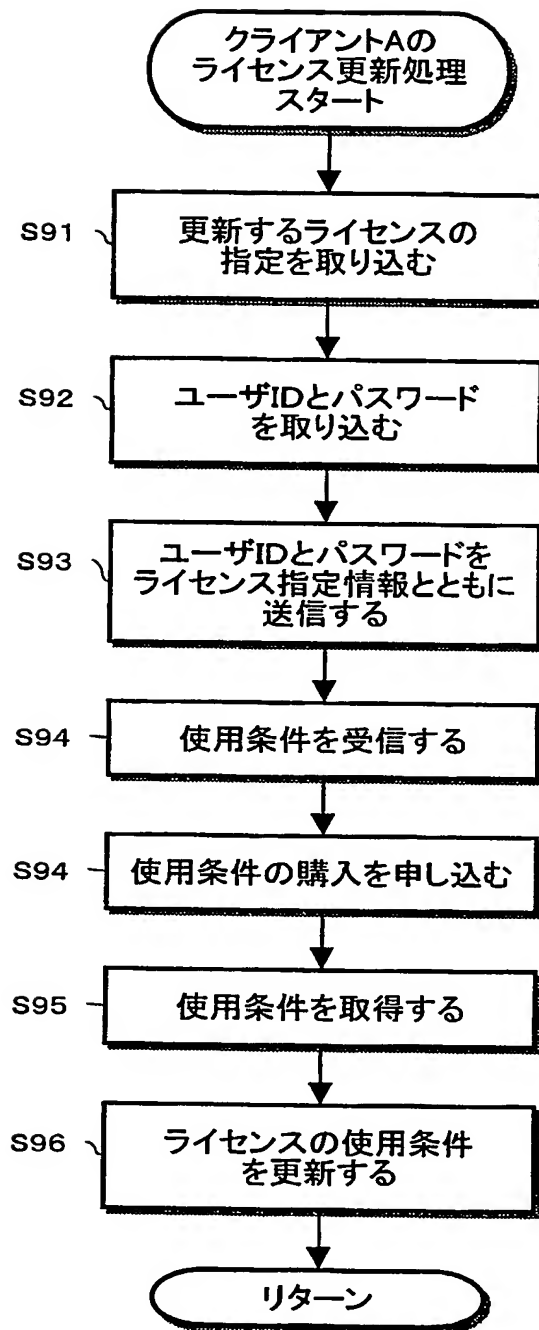 クライアントAの
ライセンス更新処理
スタート
S91
更新するライセンスの
指定を取り込む
S92
ユーザIDとパスワード
を取り込む
S93
ユーザIDとパスワードを
ライセンス指定情報とともに
送信する
S94
使用条件を受信する
S94
使用条件の購入を申し込む
S95
使用条件を取得する
S96
ライセンスの使用条件
を更新する
リターン